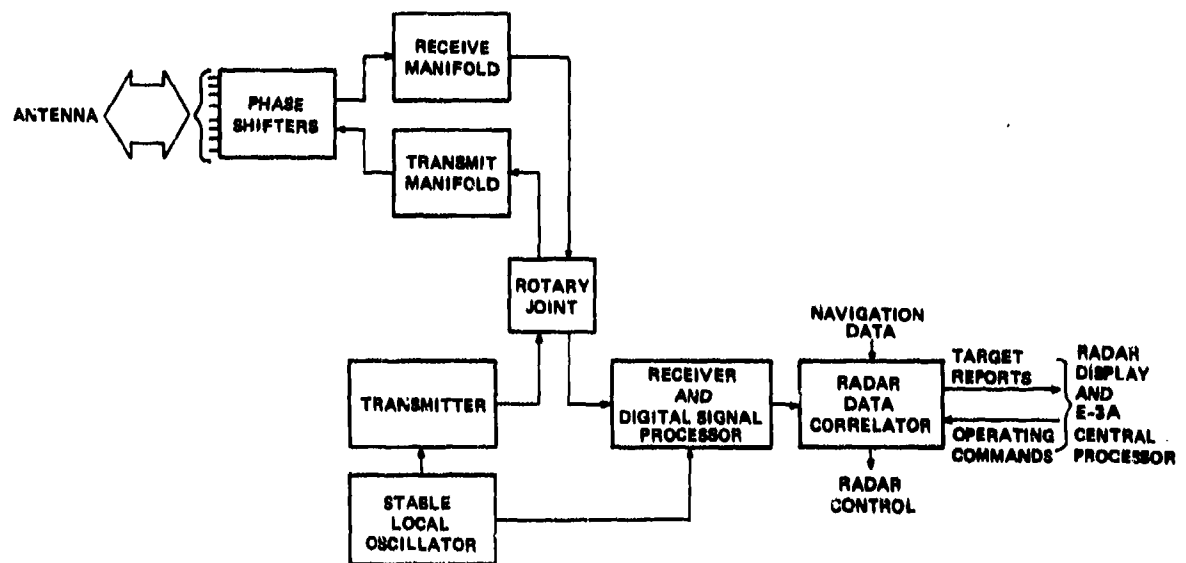 RECEIVE
MANIFOLD
ANTENNA
PHASE
SHIFTERS
TRANSMIT
MANIFOLD
ROTARY
JOINT
NAVIGATION
DATA
TRANSMITTER
RECEIVER
AND
DIGITAL SIGNAL
PROCESSOR
RADAR
DATA
CORRELATOR
TARGET
REPORTS
OPERATING
COMMANDS
RADAR
DISPLAY
AND
E-3A
CENTRAL
PROCESSOR
STABLE
LOCAL
OSCILLATOR
RADAR
CONTROL